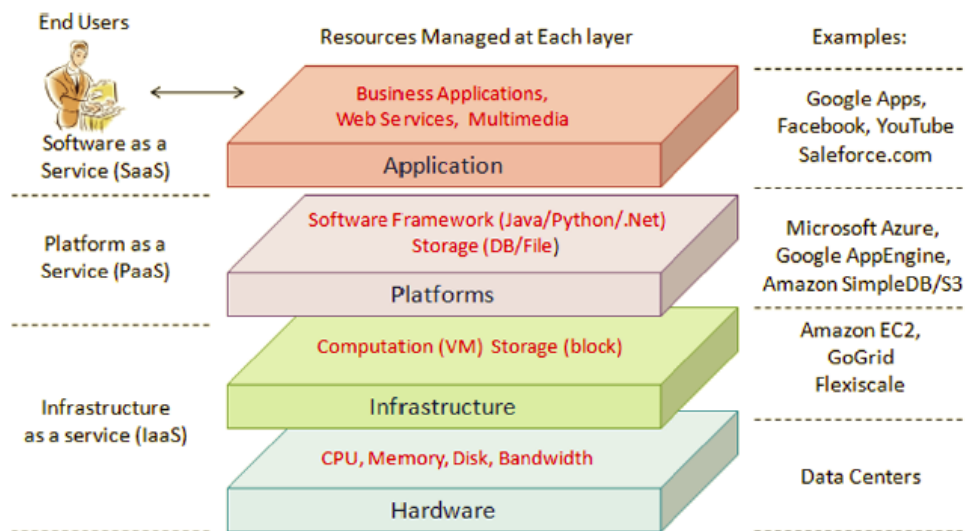 End Users
Resources Managed at Each layer
Examples:
Software as a
Service (SaaS)
Business Applications,
Web Services, Multimedia
Application
Google Apps,
Facebook, YouTube
Saleforce.com
Platform as a
Service (PaaS)
Software Framework (Java/Python/.Net)
Storage (DB/File)
Platforms
Microsoft Azure,
Google AppEngine,
Amazon SimpleDB/S3
Infrastructure
as a service (IaaS)
Computation (VM) Storage (block)
Infrastructure
Amazon EC2,
GoGrid
Flexiscale
CPU, Memory, Disk, Bandwidth
Hardware
Data Centers